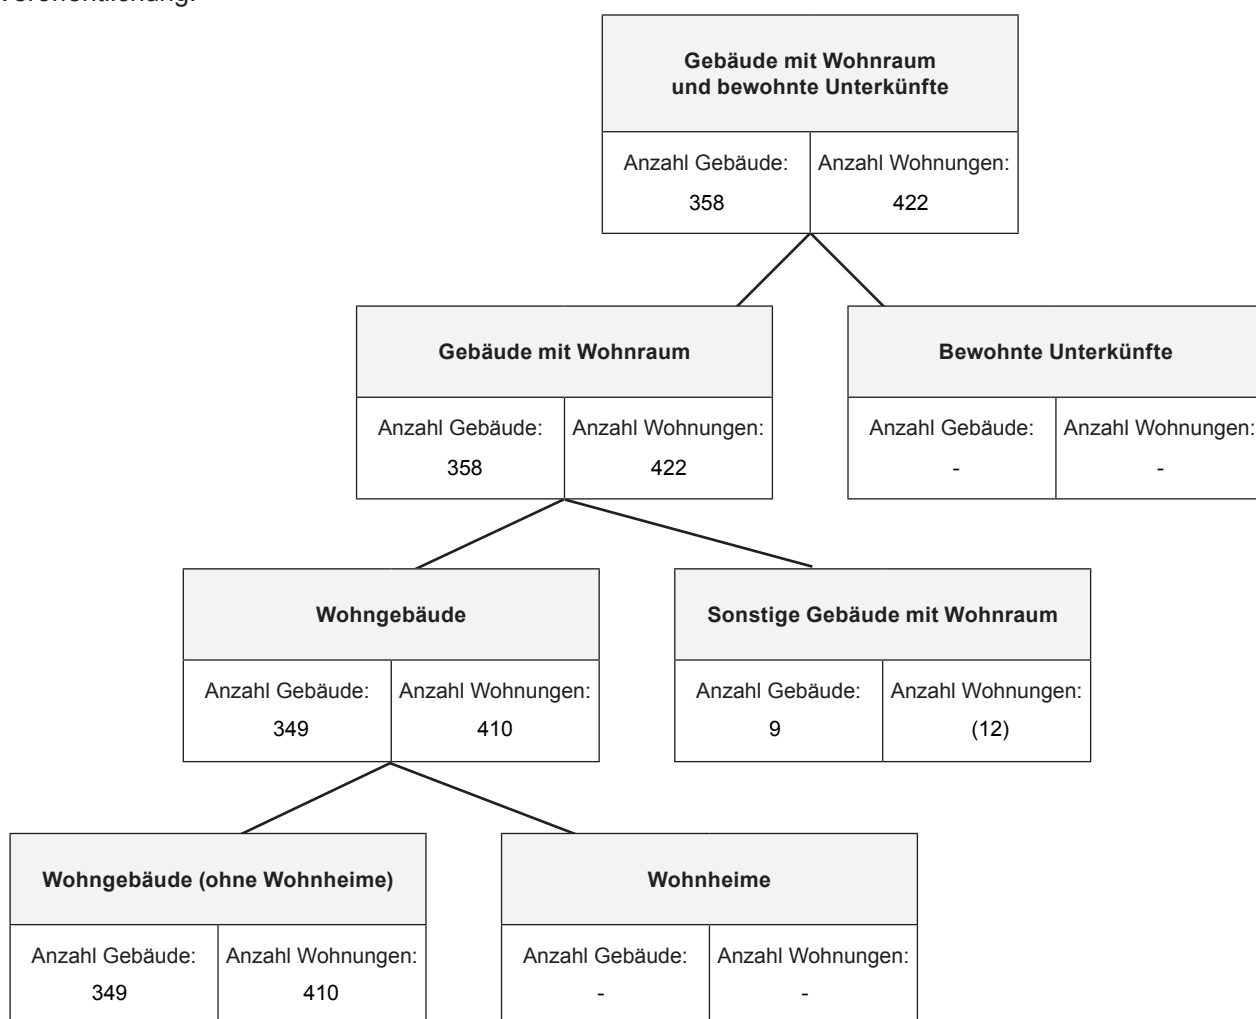 Veröffentlichung.
Gebäude mit Wohnraum
und bewohnte Unterkünfte
Anzahl Gebäude: Anzahl Wohnungen:
358 422
Gebäude mit Wohnraum
Anzahl Gebäude: Anzahl Wohnungen:
358 422
Bewohnte Unterkünfte
Anzahl Gebäude: Anzahl Wohnungen:
- -
Wohngebäude
Anzahl Gebäude: Anzahl Wohnungen:
349 410
Sonstige Gebäude mit Wohnraum
Anzahl Gebäude: Anzahl Wohnungen:
9 (12)
Wohngebäude (ohne Wohnheime)
Anzahl Gebäude: Anzahl Wohnungen:
349 410
Wohnheime
Anzahl Gebäude: Anzahl Wohnungen:
- -